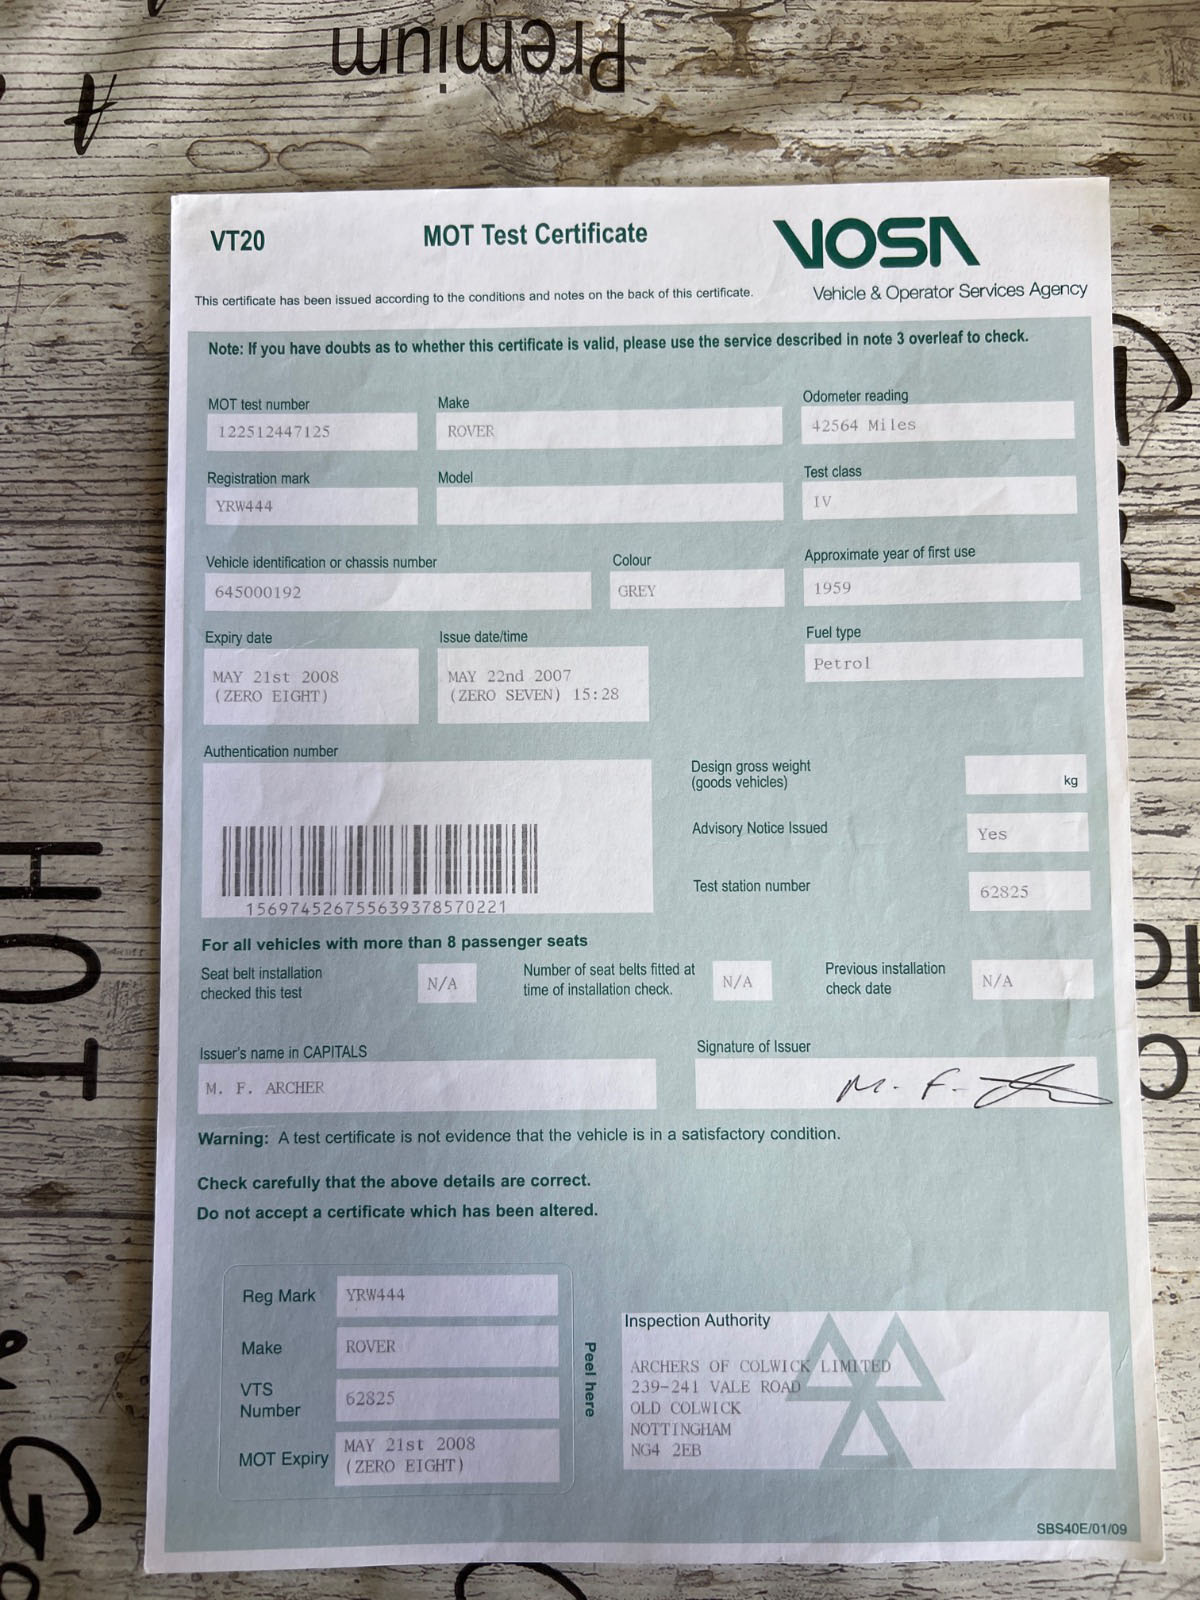 Premium
VT20
MOT Test Certificate
VOSA
Vehicle & Operator Services Agency
This certificate has been issued according to the conditions and notes on the back of this certificate.
Note: If you have doubts as to whether this certificate is valid, please use the service described in note 3 overleaf to check.
MOT test number
122512447125
Make
ROVER
Odometer reading
42564 Miles
Registration mark
YRW444
Model
Test class
IV
Vehicle identification or chassis number
645000192
Colour
GREY
Approximate year of first use
1959
Expiry date
MAY 21st 2008
(ZERO EIGHT)
Issue date/time
MAY 22nd 2007
(ZERO SEVEN) 15:28
Fuel type
Petrol
Authentication number
1569745267556393785​70221
Design gross weight
(goods vehicles)
kg
Advisory Notice Issued
Yes
Test station number
62825
For all vehicles with more than 8 passenger seats
Seat belt installation
checked this test
N/A
Number of seat belts fitted at
time of installation check.
N/A
Previous installation
check date
N/A
Issuer's name in CAPITALS
M. F. ARCHER
Signature of Issuer
M. F.
Warning: A test certificate is not evidence that the vehicle is in a satisfactory condition.
Check carefully that the above details are correct.
Do not accept a certificate which has been altered.
Reg Mark
YRW444
Make
ROVER
VTS
Number
62825
MOT Expiry
MAY 21st 2008
(ZERO EIGHT)
Peel here
Inspection Authority
ARCHERS OF COLWICK LIMITED
239-241 VALE ROAD
OLD COLWICK
NOTTINGHAM
NG4 2EB
SBS40E/01/09
HOT